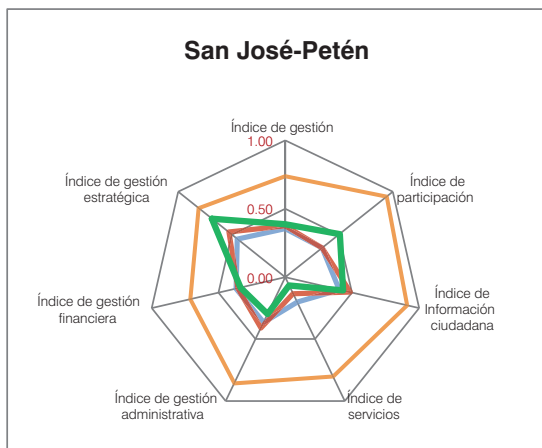 San José-Petén
Índice de gestión
1.00
Índice de gestión
estratégica
Índice de
participación
0.50
0.00
Índice de gestión
financiera
Índice de
Información
ciudadana
Índice de gestión
administrativa
Índice de
servicios